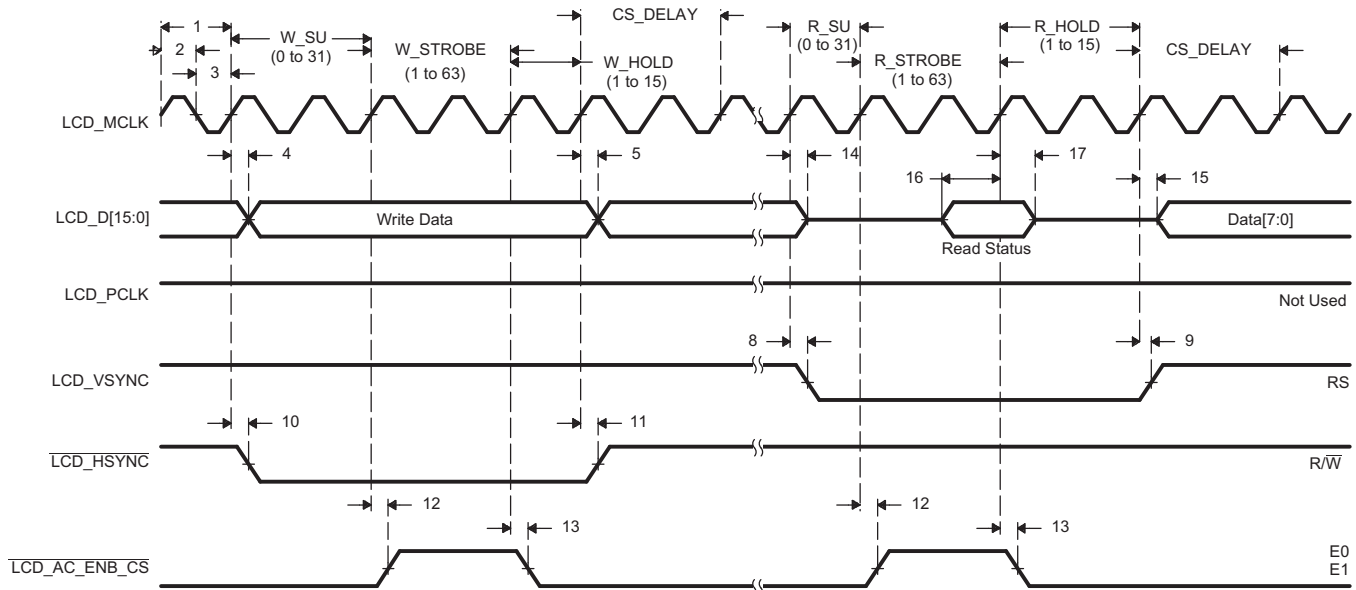 CS_DELAY
1
W_SU
(0 to 31)
R_SU
(0 to 31)
R_HOLD
(1 to 15)
2
W_STROBE
(1 to 63)
W_HOLD
(1 to 15)
R_STROBE
(1 to 63)
CS_DELAY
3
LCD_MCLK
4
5
14
17
16
15
LCD_D[15:0]
Write Data
Read Status
Data[7:0]
LCD_PCLK
Not Used
8
9
LCD_VSYNC
RS
10
11
LCD_HSYNC
R/W
12
13
12
13
LCD_AC_ENB_CS
E0
E1